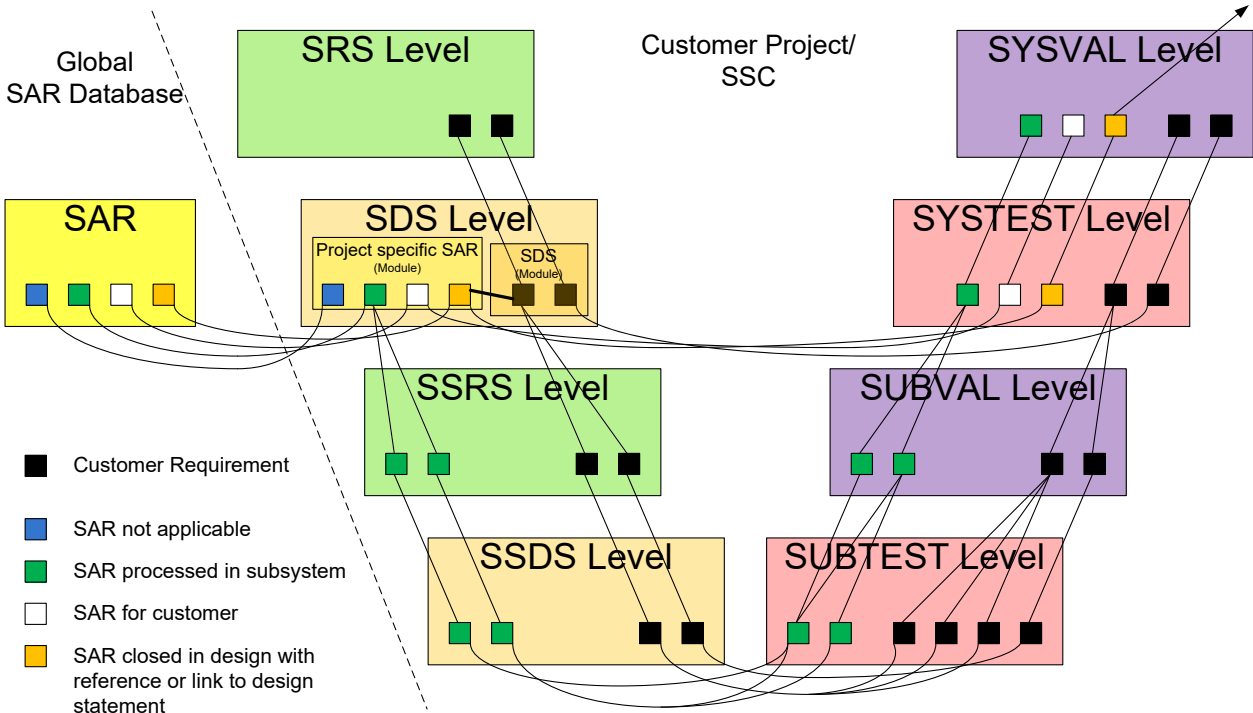 Global
SAR Database
SRS Level
Customer Project/
SSC
SYSVAL Level
SAR
SDS Level
Project specific SAR
(Module)
SDS
(Module)
SYSTEST Level
SSRS Level
SUBVAL Level
SSDS Level
SUBTEST Level
Customer Requirement
SAR not applicable
SAR processed in subsystem
SAR for customer
SAR closed in design with
reference or link to design
statement